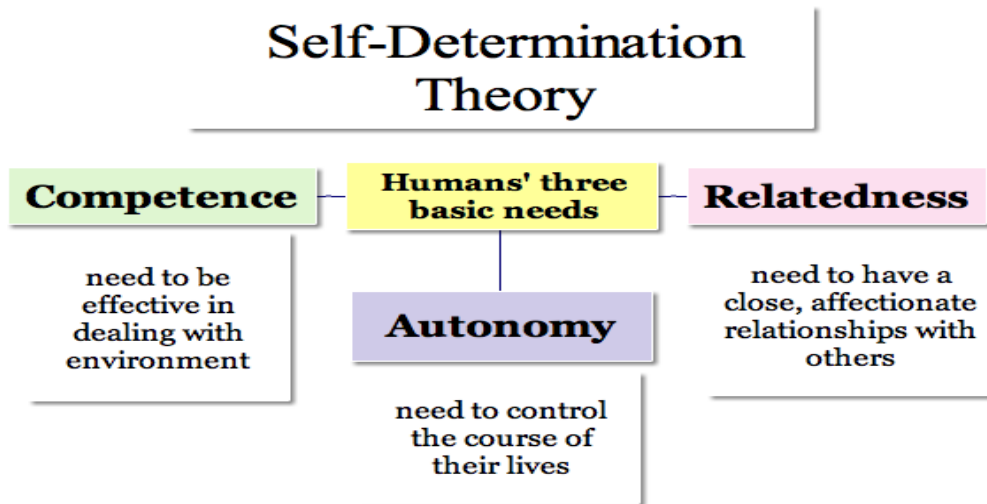 Self-Determination
Theory
Competence
Humans' three
basic needs
Relatedness
need to be
effective in
dealing with
environment
Autonomy
need to control
the course of
their lives
need to have a
close, affectionate
relationships with
others